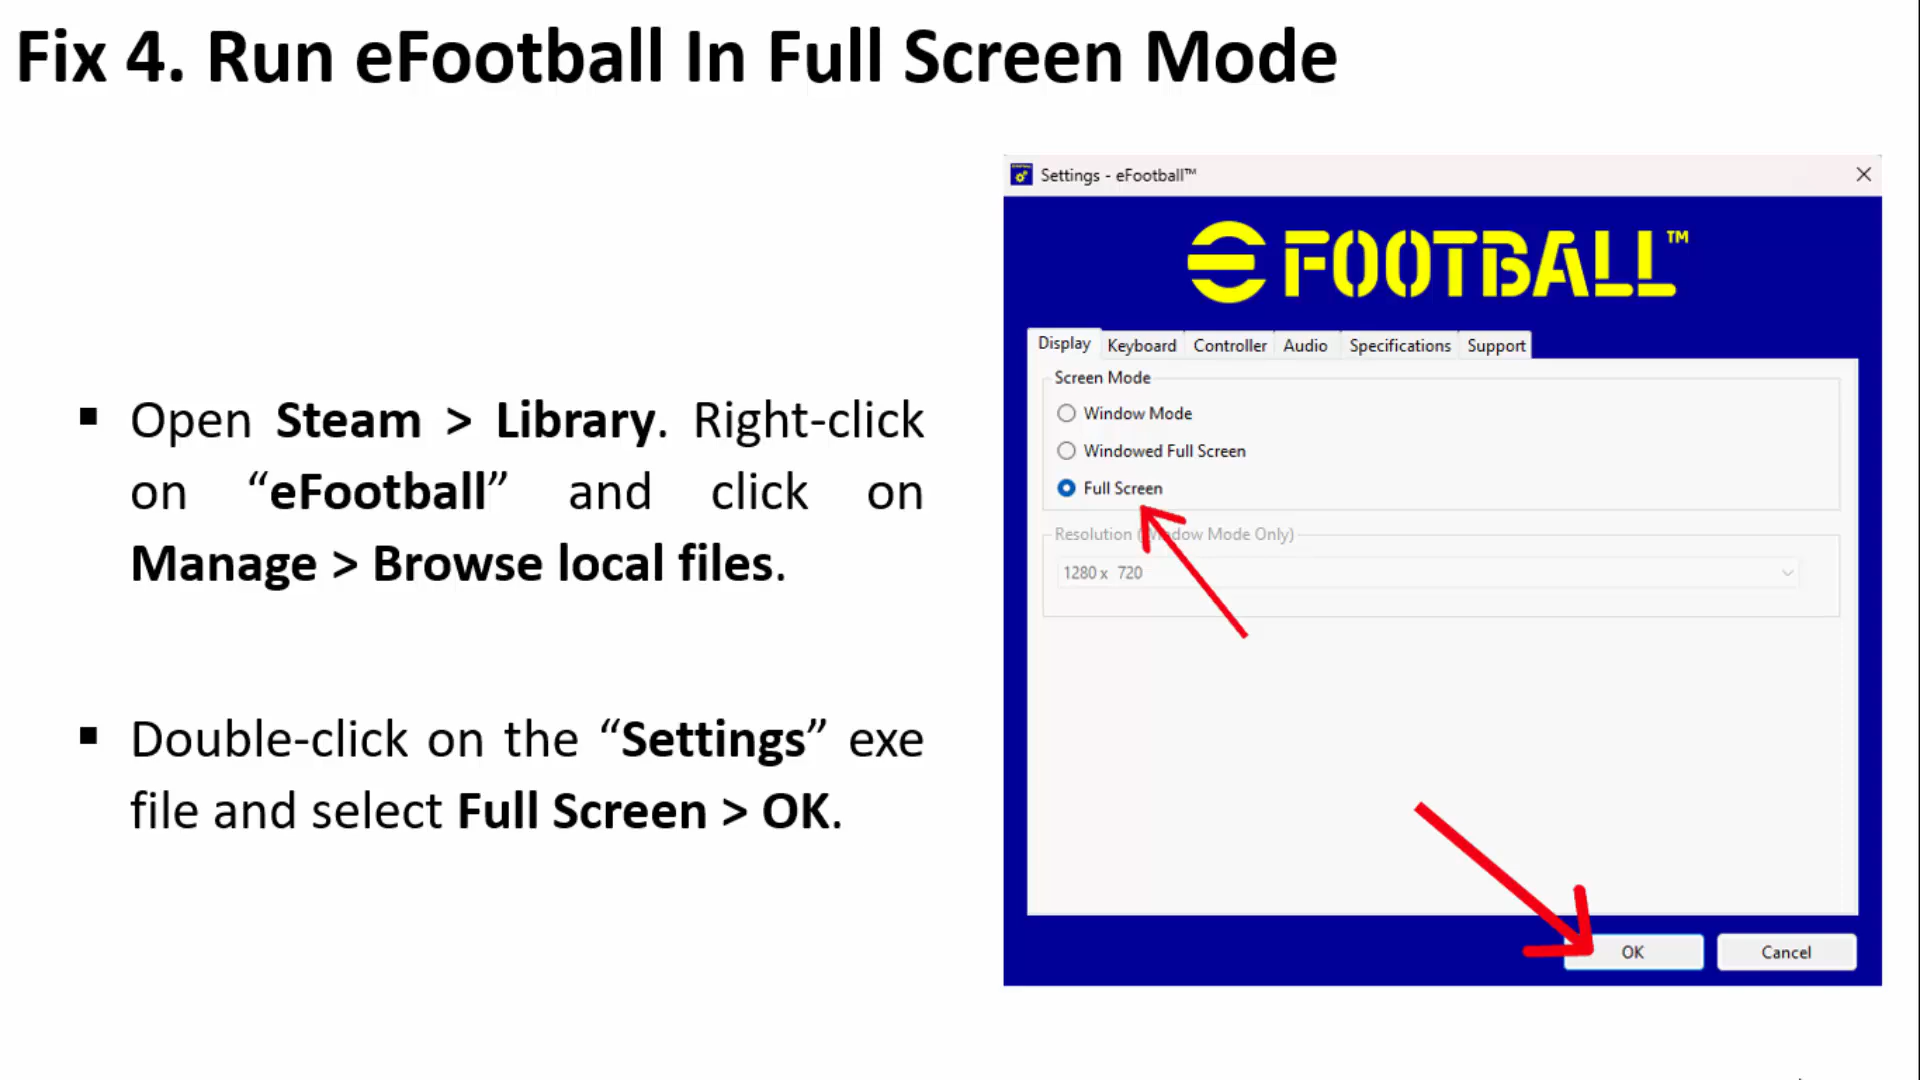 Fix 4. Run eFootball In Full Screen Mode
▪ Open Steam > Library. Right-click
on “eFootball” and click on
Manage > Browse local files.
▪ Double-click on the “Settings” exe
file and select Full Screen > OK.
Settings - eFootball™
eFOOTBALL™
Display Keyboard Controller Audio Specifications Support
Screen Mode
Window Mode
Windowed Full Screen
Full Screen
Resolution (Window Mode Only)
1280 x 720
OK Cancel